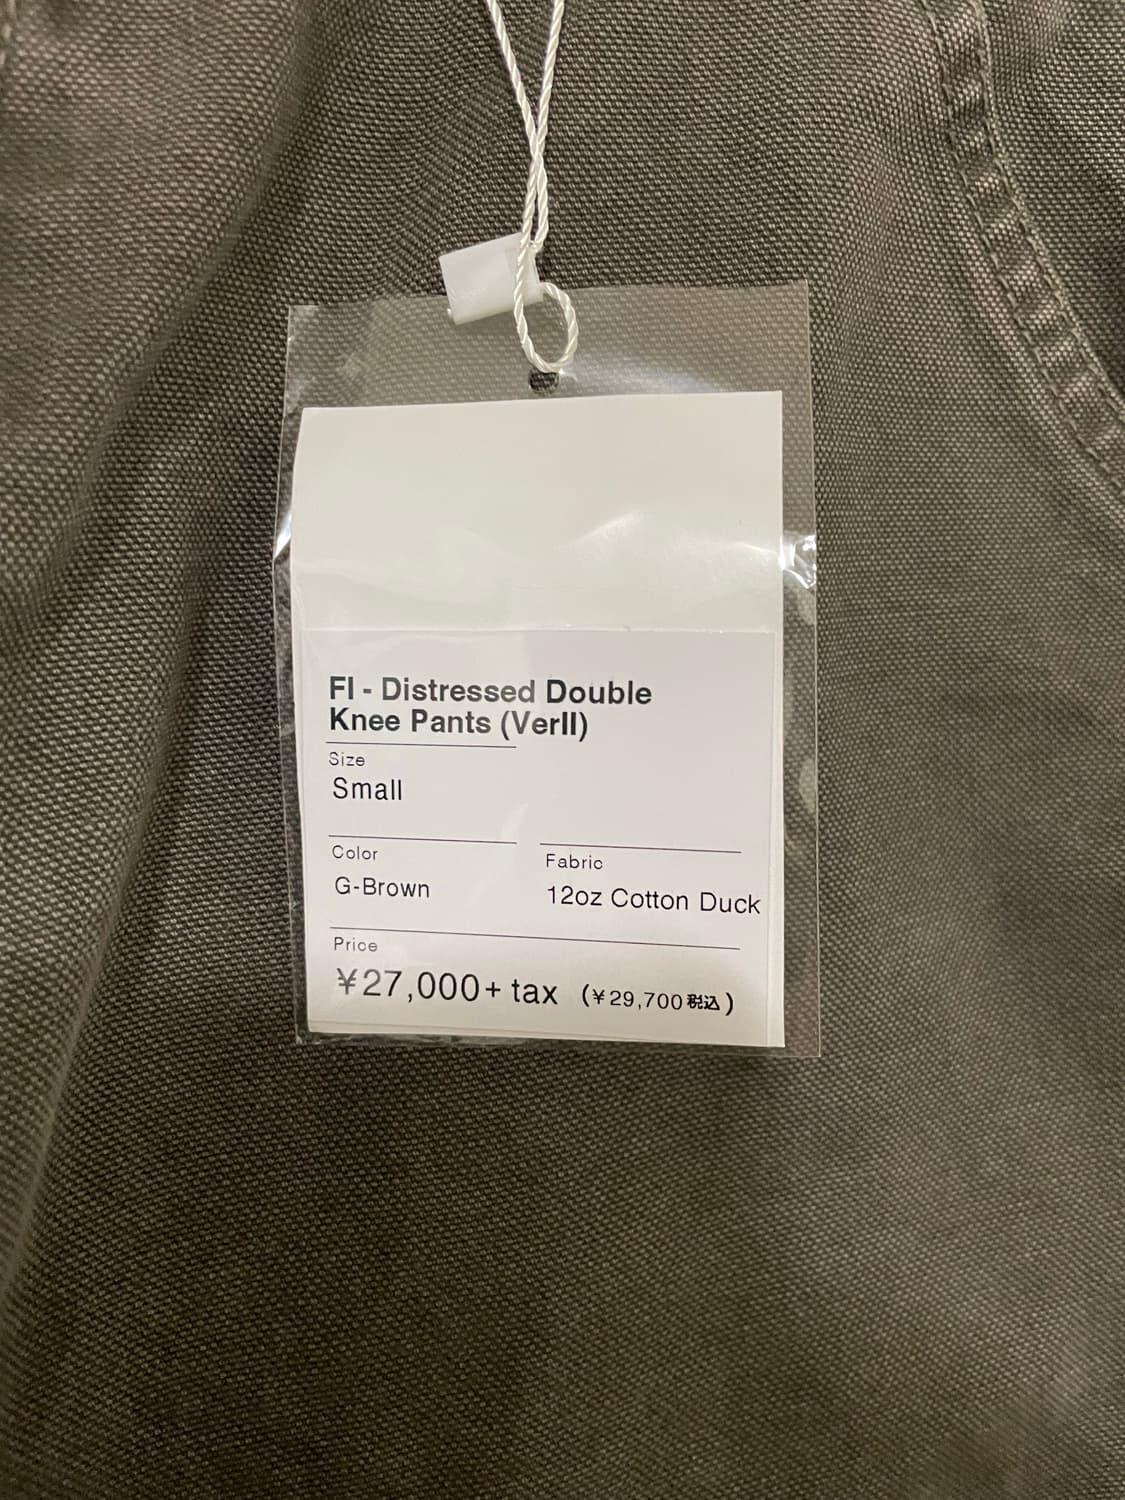 FI - Distressed Double
Knee Pants (VerII)
Size
Small
Color
G-Brown
Fabric
12oz Cotton Duck
Price
¥27,000+ tax (¥29,700税込)